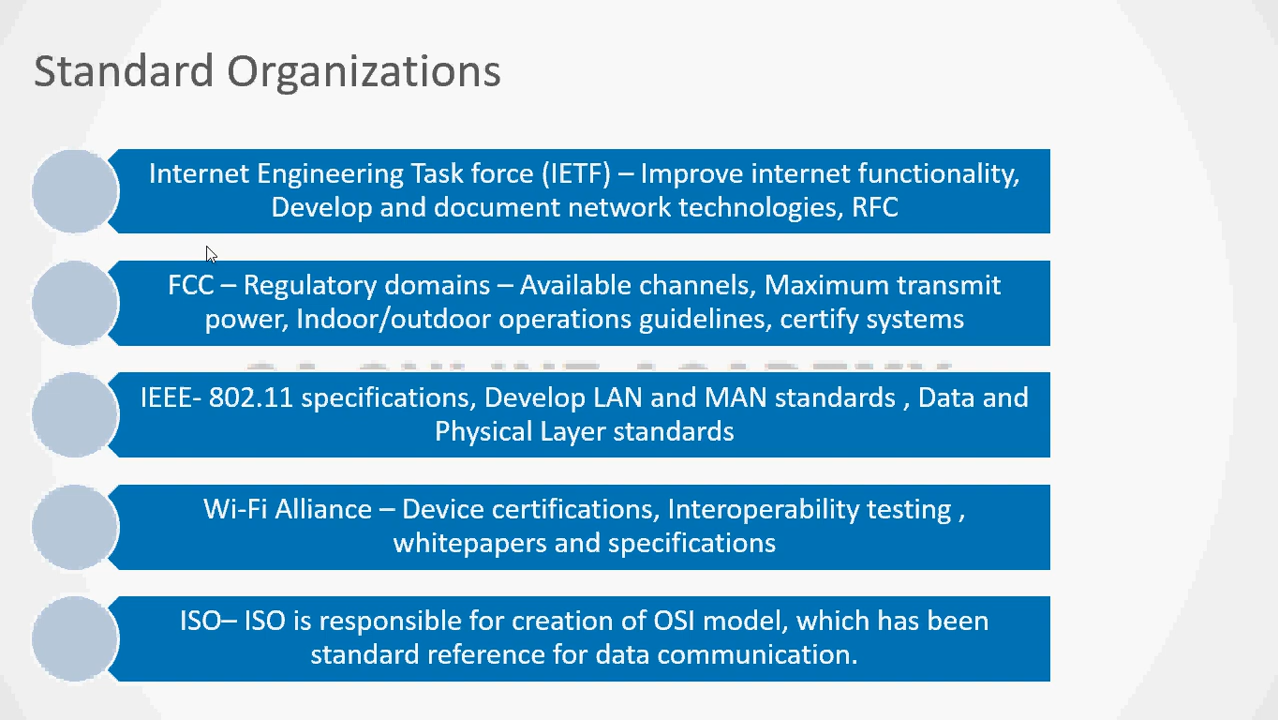 Standard Organizations
Internet Engineering Task force (IETF) – Improve internet functionality,
Develop and document network technologies, RFC
FCC – Regulatory domains – Available channels, Maximum transmit
power, Indoor/outdoor operations guidelines, certify systems
IEEE- 802.11 specifications, Develop LAN and MAN standards , Data and
Physical Layer standards
Wi-Fi Alliance – Device certifications, Interoperability testing ,
whitepapers and specifications
ISO– ISO is responsible for creation of OSI model, which has been
standard reference for data communication.